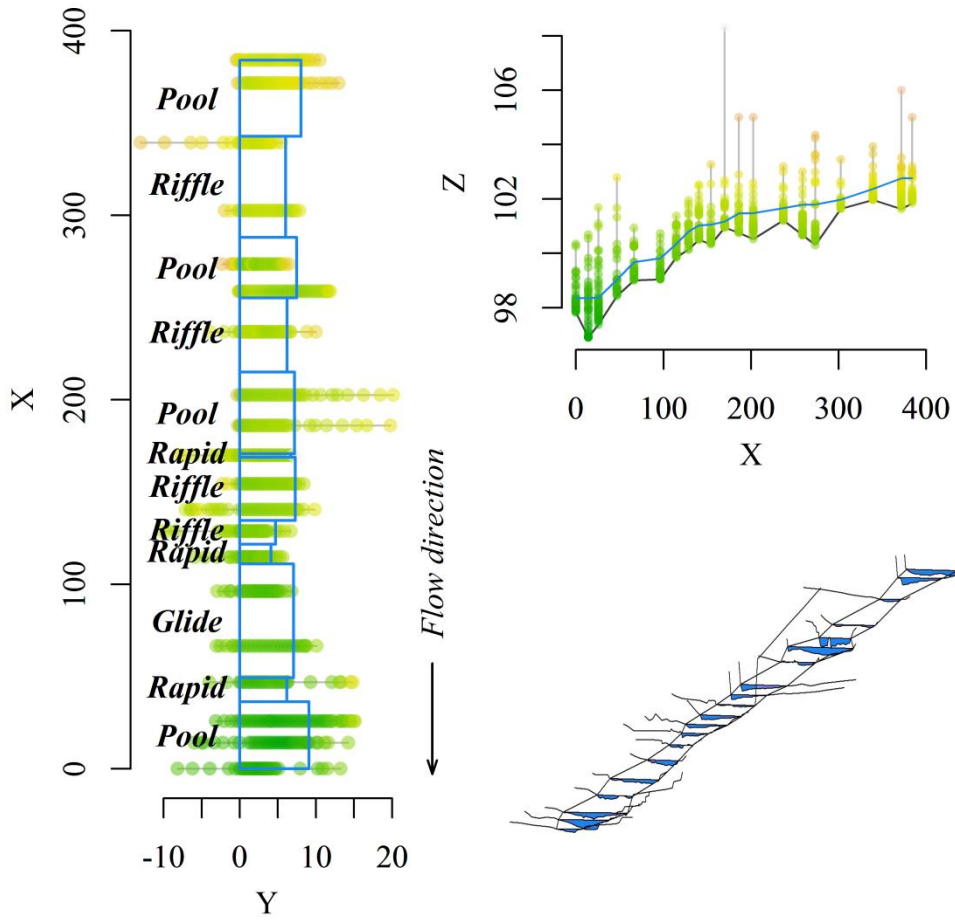 400
300
200
100
0
X
Pool
Riffle
Pool
Riffle
Pool
Rapid
Riffle
Riffle
Rapid
Glide
Rapid
Pool
-10 0 10 20
Y
Flow direction
106
102
98
Z
0 100 200 300 400
X